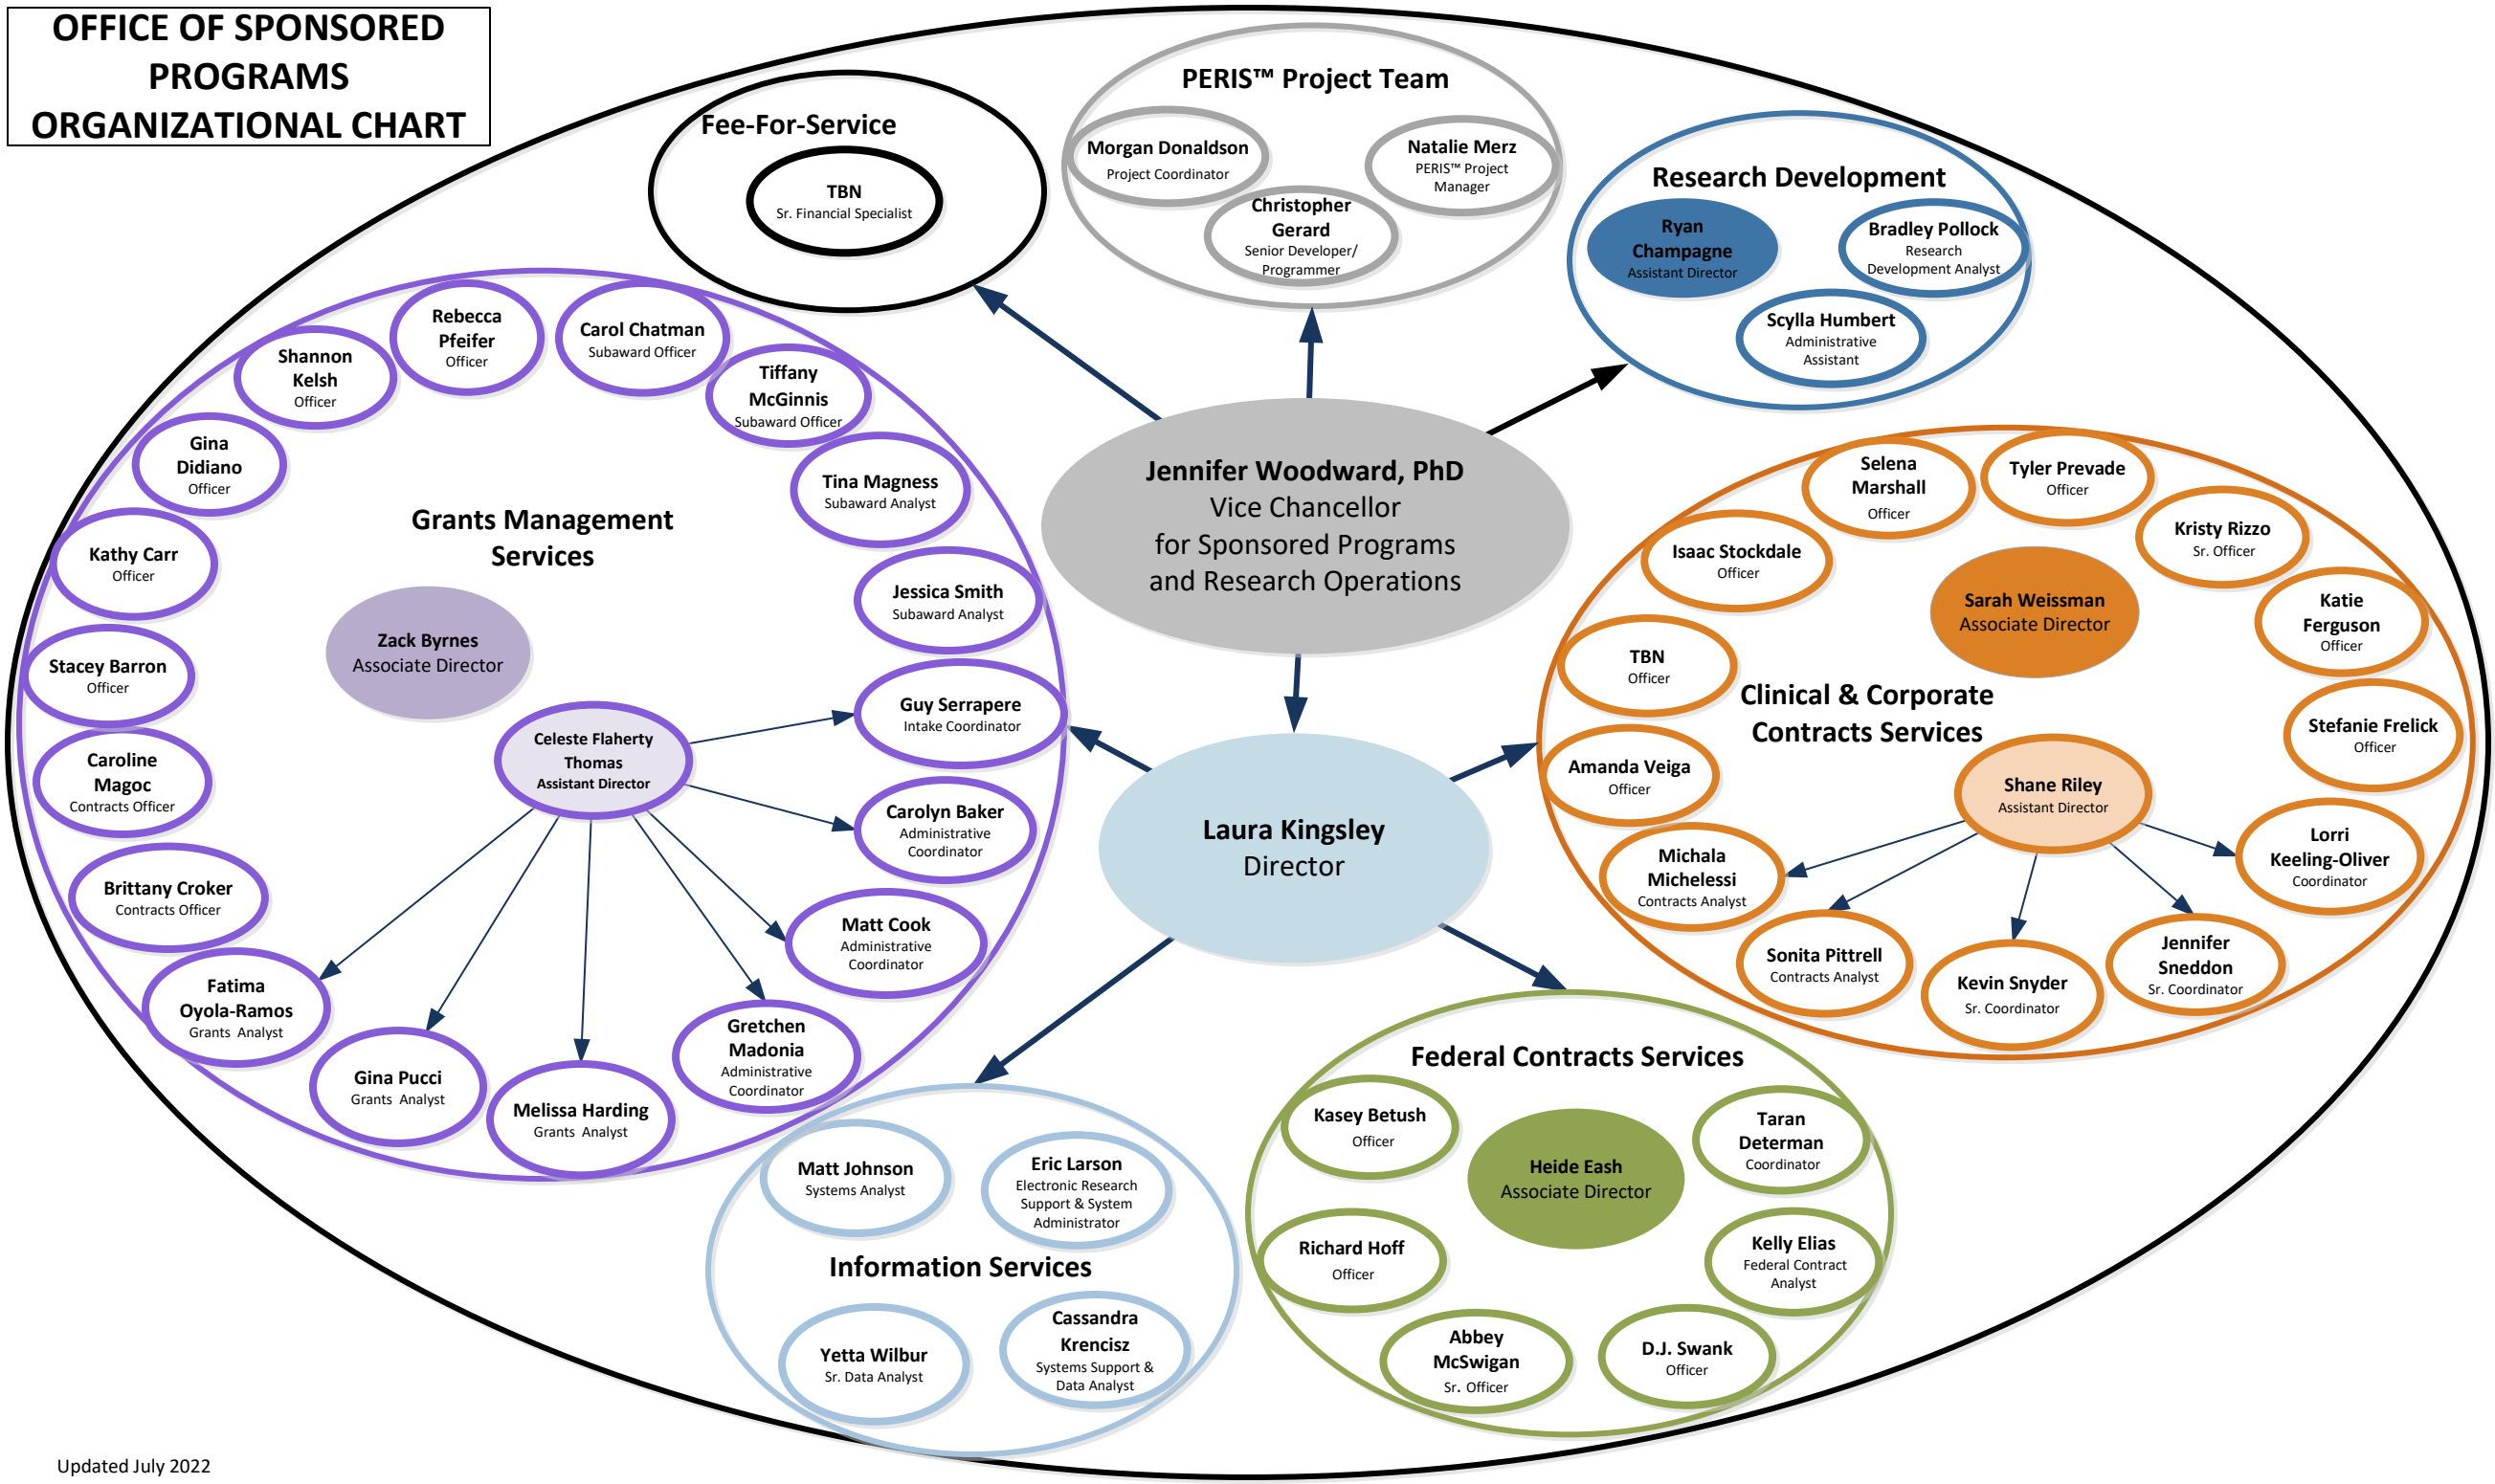 OFFICE OF SPONSORED
PROGRAMS
ORGANIZATIONAL CHART
Fee-For-Service
TBN
Sr. Financial Specialist
PERIS™ Project Team
Morgan Donaldson
Project Coordinator
Natalie Merz
PERIS™ Project
Manager
Christopher
Gerard
Senior Developer/
Programmer
Research Development
Ryan
Champagne
Assistant Director
Bradley Pollock
Research
Development Analyst
Scylla Humbert
Administrative
Assistant
Jennifer Woodward, PhD
Vice Chancellor
for Sponsored Programs
and Research Operations
Laura Kingsley
Director
Grants Management
Services
Zack Byrnes
Associate Director
Celeste Flaherty
Thomas
Assistant Director
Rebecca
Pfeifer
Officer
Carol Chatman
Subaward Officer
Shannon
Kelsh
Officer
Tiffany
McGinnis
Subaward Officer
Gina
Didiano
Officer
Tina Magness
Subaward Analyst
Kathy Carr
Officer
Jessica Smith
Subaward Analyst
Stacey Barron
Officer
Guy Serrapere
Intake Coordinator
Caroline
Magoc
Contracts Officer
Carolyn Baker
Administrative
Coordinator
Brittany Croker
Contracts Officer
Matt Cook
Administrative
Coordinator
Fatima
Oyola-Ramos
Grants Analyst
Gretchen
Madonia
Administrative
Coordinator
Gina Pucci
Grants Analyst
Melissa Harding
Grants Analyst
Clinical & Corporate
Contracts Services
Sarah Weissman
Associate Director
Shane Riley
Assistant Director
Selena
Marshall
Officer
Tyler Prevade
Officer
Isaac Stockdale
Officer
Kristy Rizzo
Sr. Officer
TBN
Officer
Katie
Ferguson
Officer
Amanda Veiga
Officer
Stefanie Frelick
Officer
Michala
Michelessi
Contracts Analyst
Lorri
Keeling-Oliver
Coordinator
Sonita Pittrell
Contracts Analyst
Kevin Snyder
Sr. Coordinator
Jennifer
Sneddon
Sr. Coordinator
Federal Contracts Services
Heide Eash
Associate Director
Kasey Betush
Officer
Taran
Determan
Coordinator
Richard Hoff
Officer
Kelly Elias
Federal Contract
Analyst
Abbey
McSwigan
Sr. Officer
D.J. Swank
Officer
Information Services
Matt Johnson
Systems Analyst
Eric Larson
Electronic Research
Support & System
Administrator
Yetta Wilbur
Sr. Data Analyst
Cassandra
Krencisz
Systems Support &
Data Analyst
Updated July 2022